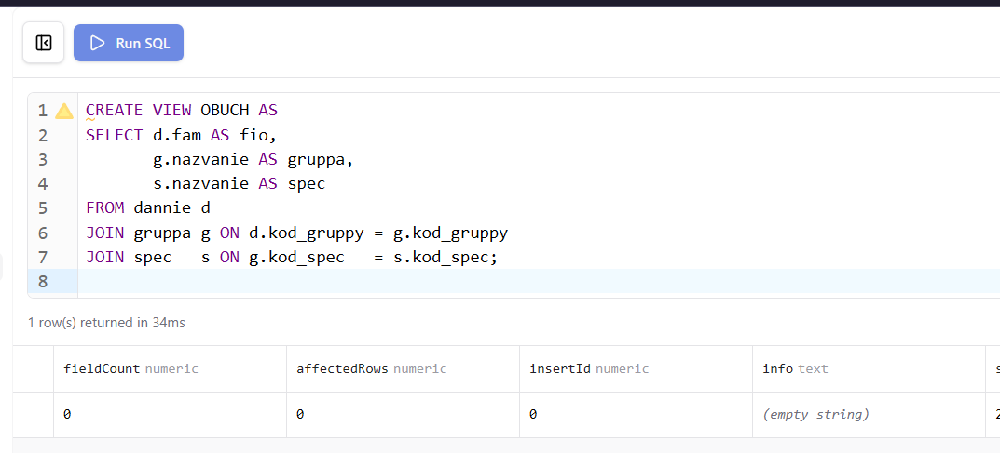 Run SQL
1 CREATE VIEW OBUCH AS
2 SELECT d.fam AS fio,
3        g.nazvanie AS gruppa,
4        s.nazvanie AS spec
5 FROM dannie d
6 JOIN gruppa g ON d.kod_gruppy = g.kod_gruppy
7 JOIN spec   s ON g.kod_spec   = s.kod_spec;
8
1 row(s) returned in 34ms
fieldCount numeric affectedRows numeric insertId numeric info text s
0 0 0 (empty string) 2